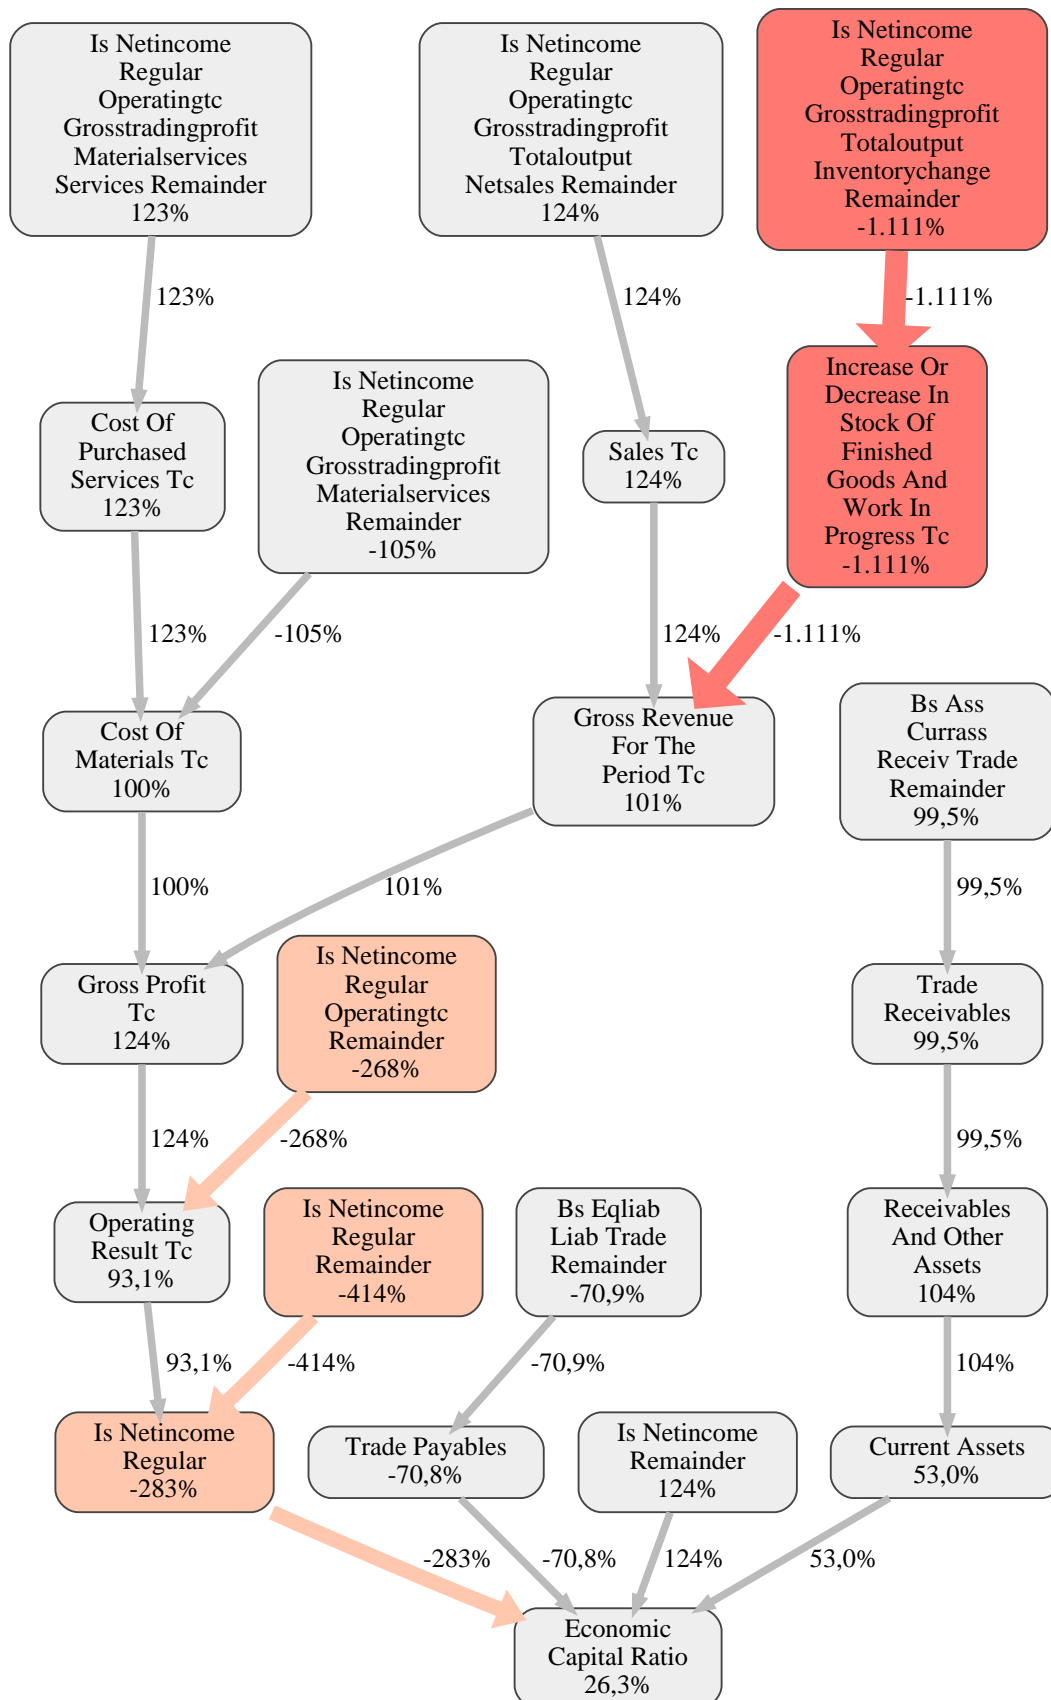 Is Netincome
Regular
Operatingtc
Grosstradingprofit
Materialservices
Services Remainder
123%
Is Netincome
Regular
Operatingtc
Grosstradingprofit
Totaloutput
Netsales Remainder
124%
Is Netincome
Regular
Operatingtc
Grosstradingprofit
Totaloutput
Inventorychange
Remainder
-1.111%
123%
124%
-1.111%
Cost Of
Purchased
Services Tc
123%
Is Netincome
Regular
Operatingtc
Grosstradingprofit
Materialservices
Remainder
-105%
Sales Tc
124%
Increase Or
Decrease In
Stock Of
Finished
Goods And
Work In
Progress Tc
-1.111%
123%
-105%
124%
-1.111%
Cost Of
Materials Tc
100%
Gross Revenue
For The
Period Tc
101%
Bs Ass
Currass
Receiv Trade
Remainder
99,5%
100%
101%
99,5%
Gross Profit
Tc
124%
Is Netincome
Regular
Operatingtc
Remainder
-268%
Trade
Receivables
99,5%
124%
-268%
99,5%
Operating
Result Tc
93,1%
Is Netincome
Regular
Remainder
-414%
Bs Eqliab
Liab Trade
Remainder
-70,9%
Receivables
And Other
Assets
104%
93,1%
-414%
-70,9%
104%
Is Netincome
Regular
-283%
Trade Payables
-70,8%
Is Netincome
Remainder
124%
Current Assets
53,0%
-283%
-70,8%
124%
53,0%
Economic
Capital Ratio
26,3%